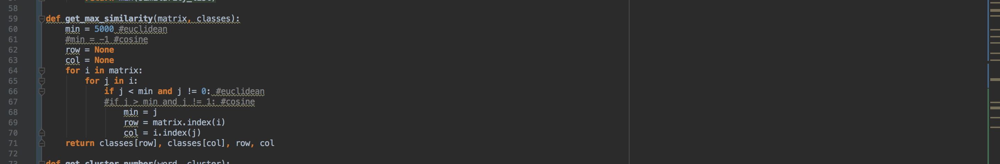 58
59 def get_max_similarity(matrix, classes):
60 min = 5000 #euclidean
61 #min = -1 #cosine
62 row = None
63 col = None
64 for i in matrix:
65 for j in i:
66 if j < min and j != 0: #euclidean
67 #if j > min and j != 1: #cosine
68 min = j
69 row = matrix.index(i)
70 col = i.index(j)
71 return classes[row], classes[col], row, col
72
73 def get_cluster_number(word, cluster):